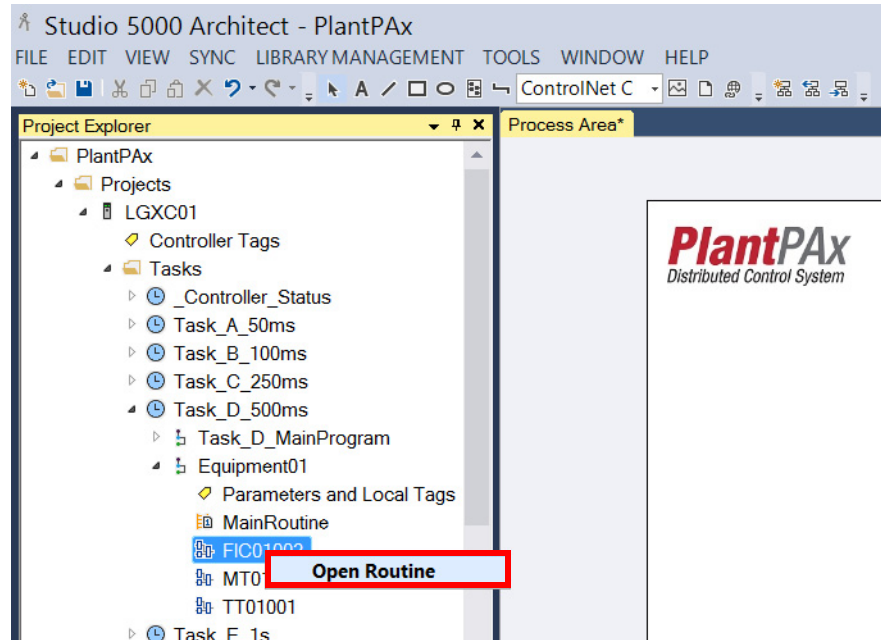 Studio 5000 Architect - PlantPAx
FILE EDIT VIEW SYNC LIBRARY MANAGEMENT TOOLS WINDOW HELP
A ControlNet C
Project Explorer
Process Area*
PlantPAx
Projects
LGXC01
Controller Tags
Tasks
_Controller_Status
Task_A_50ms
Task_B_100ms
Task_C_250ms
Task_D_500ms
Task_D_MainProgram
Equipment01
Parameters and Local Tags
MainRoutine
Open Routine
TT01001
Task_E_1s
PlantPAx
Distributed Control System